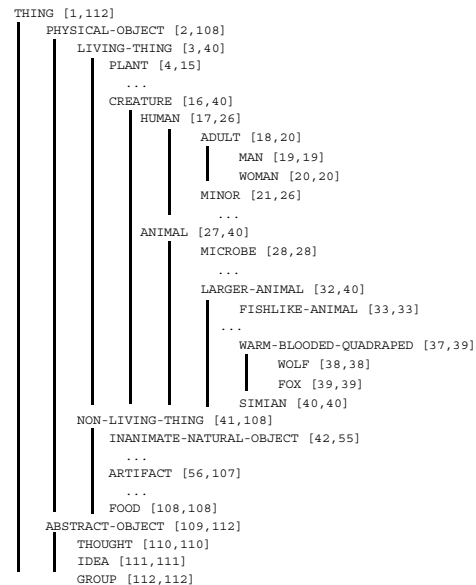 THING [1,112]
PHYSICAL-OBJECT [2,108]
LIVING-THING [3,40]
PLANT [4,15]
...
CREATURE [16,40]
HUMAN [17,26]
ADULT [18,20]
MAN [19,19]
WOMAN [20,20]
MINOR [21,26]
...
ANIMAL [27,40]
MICROBE [28,28]
...
LARGER-ANIMAL [32,40]
FISHLIKE-ANIMAL [33,33]
...
WARM-BLOODED-QUADRAPED [37,39]
WOLF [38,38]
FOX [39,39]
SIMIAN [40,40]
NON-LIVING-THING [41,108]
INANIMATE-NATURAL-OBJECT [42,55]
...
ARTIFACT [56,107]
...
FOOD [108,108]
ABSTRACT-OBJECT [109,112]
THOUGHT [110,110]
IDEA [111,111]
GROUP [112,112]